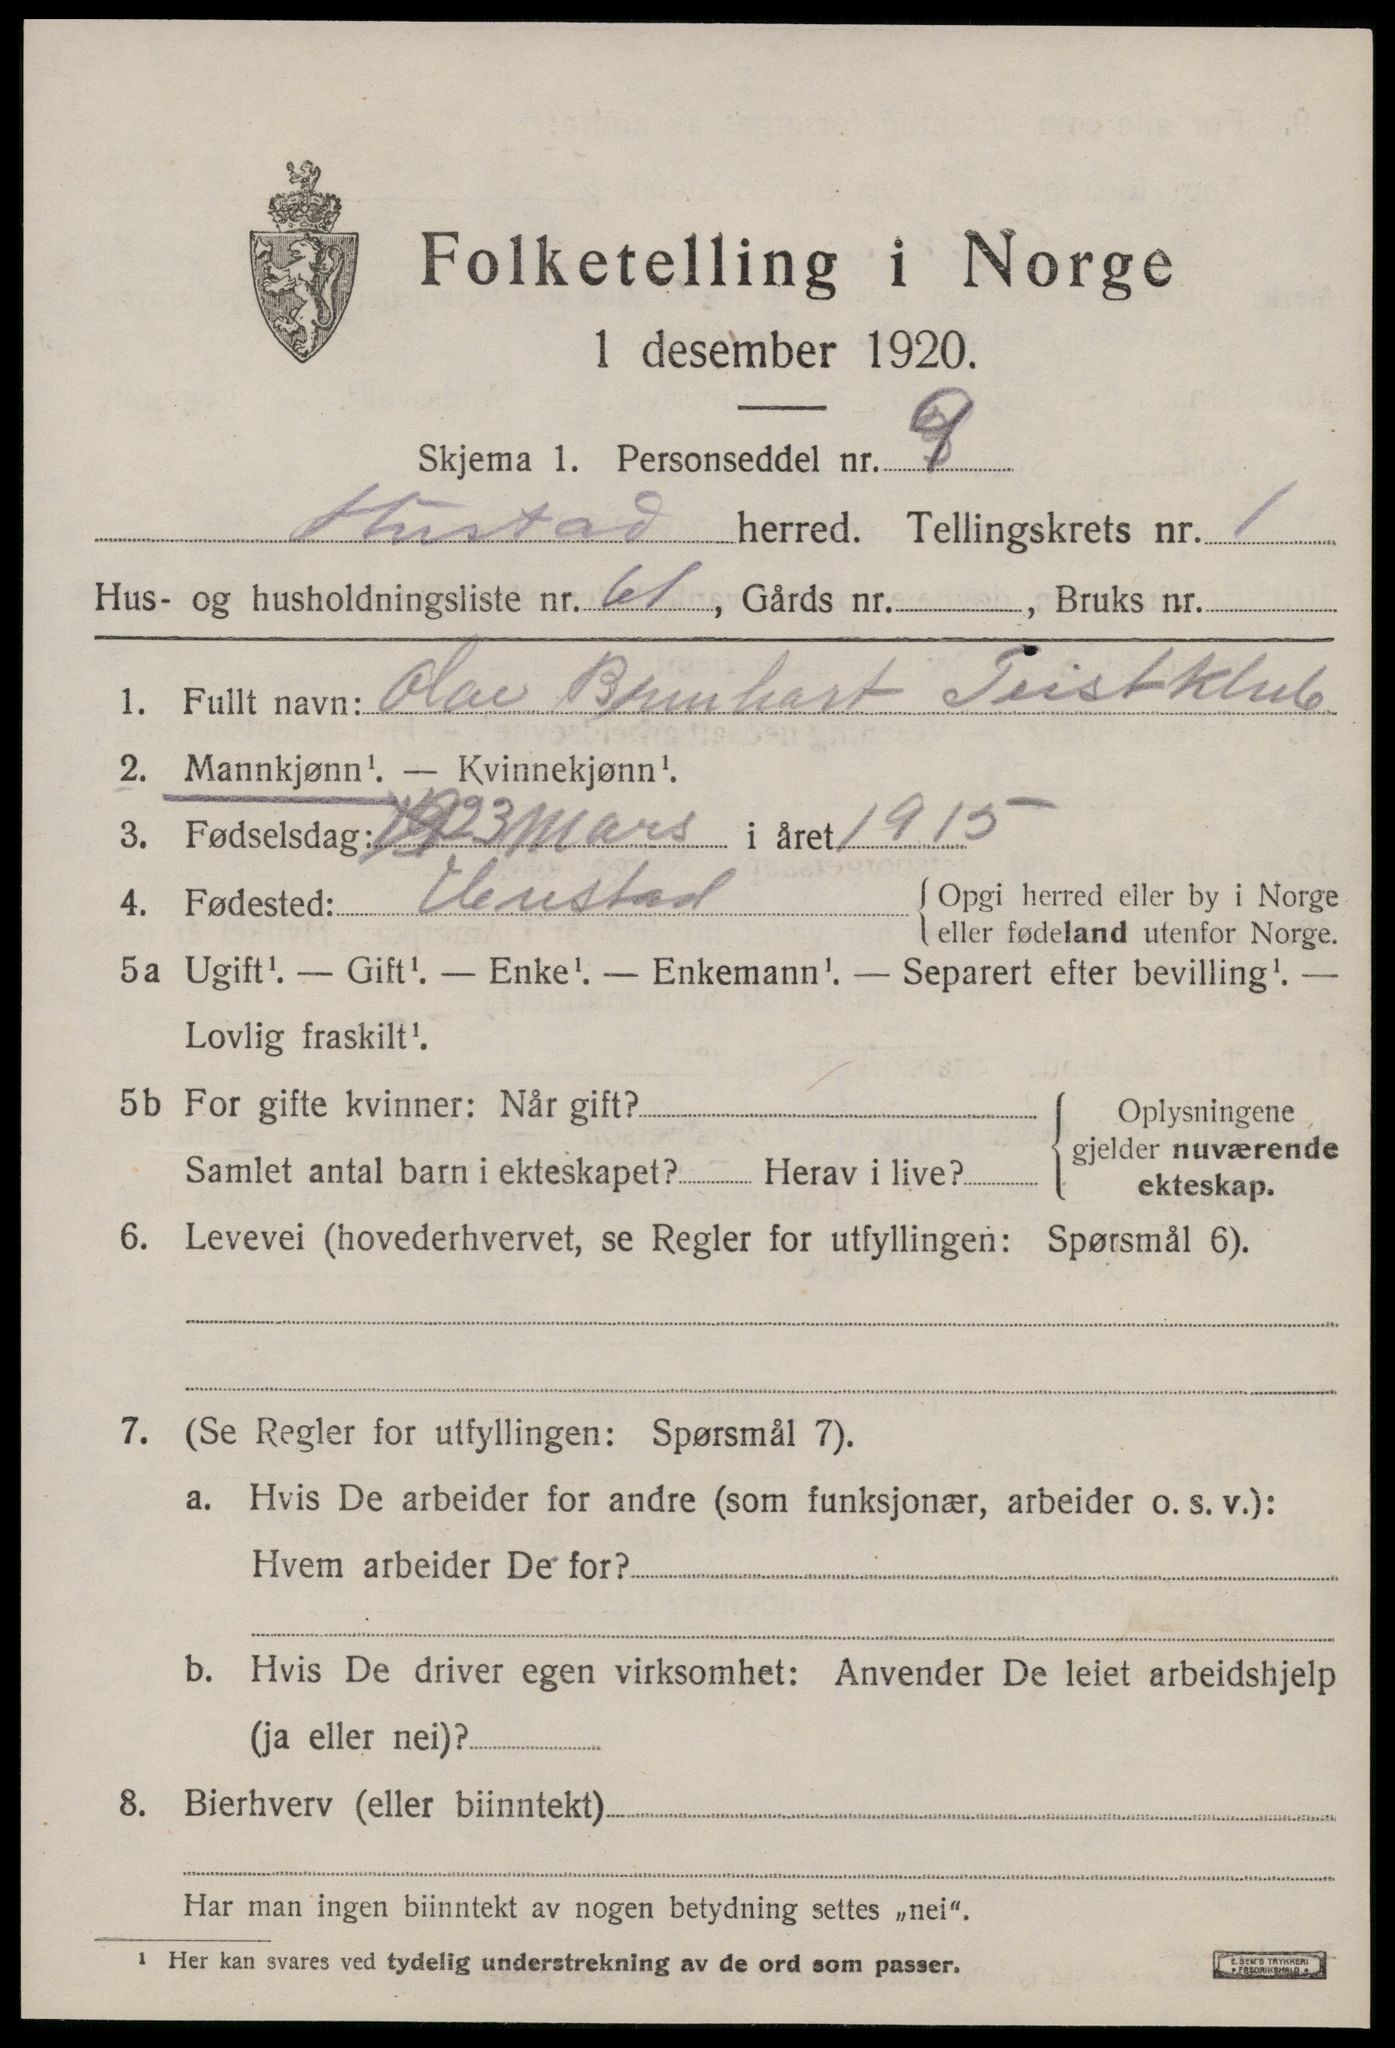 Folketelling i Norge
1 desember 1920.
Skjema 1. Personseddel nr. 9
Hustad herred. Tellingskrets nr. 1
Hus- og husholdningsliste nr. 61, Gårds nr. , Bruks nr.
1. Fullt navn: Olav Bernhart Teistklub
2. Mannkjønn¹. — Kvinnekjønn¹.
3. Fødselsdag: 23 Mars i året 1915
4. Fødested: Hustad { Opgi herred eller by i Norge
eller fødeland utenfor Norge.
5a Ugift¹. — Gift¹. — Enke¹. — Enkemann¹. — Separert efter bevilling¹. —
Lovlig fraskilt¹.
5b For gifte kvinner: Når gift? { Oplysningene
gjelder nuværende
Samlet antal barn i ekteskapet? Herav i live? ekteskap.
6. Levevei (hovederhvervet, se Regler for utfyllingen: Spørsmål 6).
7. (Se Regler for utfyllingen: Spørsmål 7).
a. Hvis De arbeider for andre (som funksjonær, arbeider o. s. v.):
Hvem arbeider De for?
b. Hvis De driver egen virksomhet: Anvender De leiet arbeidshjelp
(ja eller nei)?
8. Bierhverv (eller biinntekt)
Har man ingen biinntekt av nogen betydning settes „nei“.
¹ Her kan svares ved tydelig understrekning av de ord som passer.
E. SEM'S TRYKKERI
FREDRIKSHALD